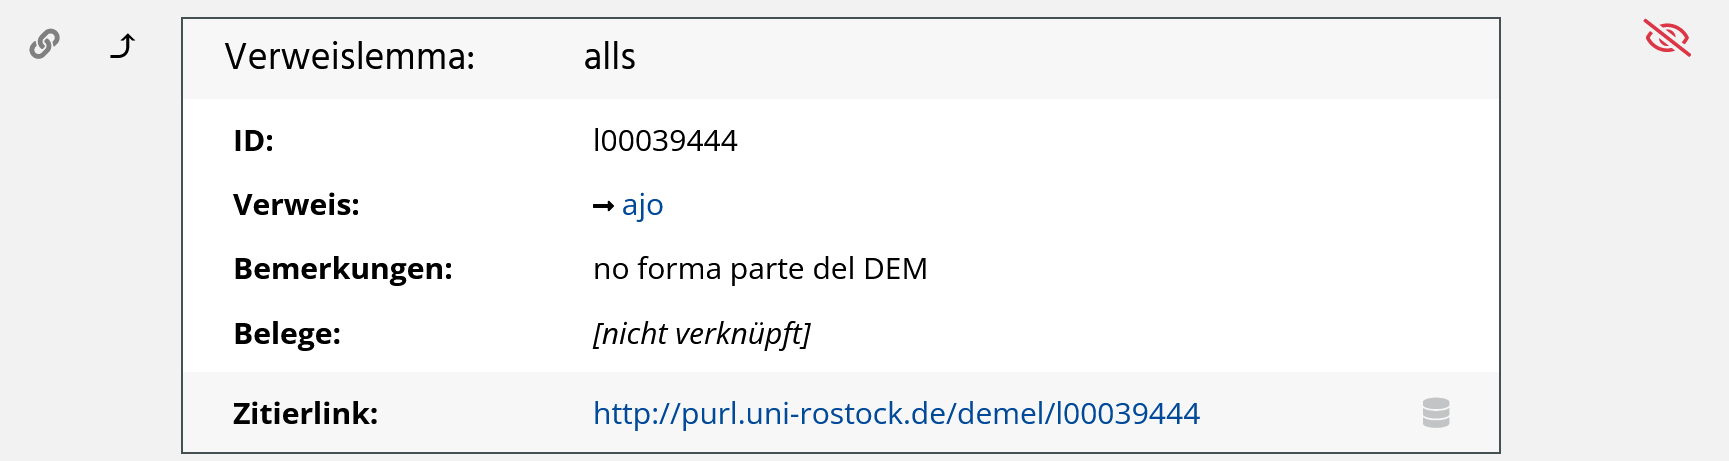 Verweislemma: alls
ID: l00039444
Verweis: ➞ ajo
Bemerkungen: no forma parte del DEM
Belege: [nicht verknüpft]
Zitierlink: http://purl.uni-rostock.de/demel/l00039444